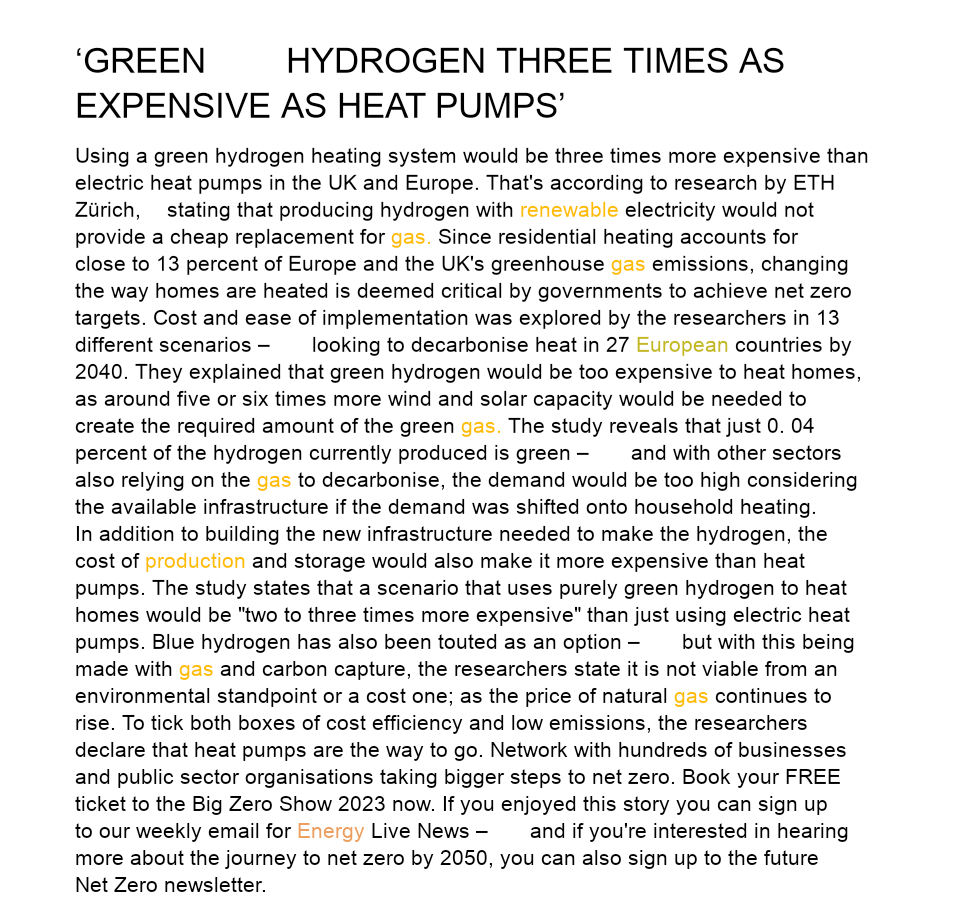 ‘GREEN HYDROGEN THREE TIMES AS
EXPENSIVE AS HEAT PUMPS’
Using a green hydrogen heating system would be three times more expensive than
electric heat pumps in the UK and Europe. That's according to research by ETH
Zürich, stating that producing hydrogen with renewable electricity would not
provide a cheap replacement for gas. Since residential heating accounts for
close to 13 percent of Europe and the UK's greenhouse gas emissions, changing
the way homes are heated is deemed critical by governments to achieve net zero
targets. Cost and ease of implementation was explored by the researchers in 13
different scenarios – looking to decarbonise heat in 27 European countries by
2040. They explained that green hydrogen would be too expensive to heat homes,
as around five or six times more wind and solar capacity would be needed to
create the required amount of the green gas. The study reveals that just 0. 04
percent of the hydrogen currently produced is green – and with other sectors
also relying on the gas to decarbonise, the demand would be too high considering
the available infrastructure if the demand was shifted onto household heating.
In addition to building the new infrastructure needed to make the hydrogen, the
cost of production and storage would also make it more expensive than heat
pumps. The study states that a scenario that uses purely green hydrogen to heat
homes would be "two to three times more expensive" than just using electric heat
pumps. Blue hydrogen has also been touted as an option – but with this being
made with gas and carbon capture, the researchers state it is not viable from an
environmental standpoint or a cost one; as the price of natural gas continues to
rise. To tick both boxes of cost efficiency and low emissions, the researchers
declare that heat pumps are the way to go. Network with hundreds of businesses
and public sector organisations taking bigger steps to net zero. Book your FREE
ticket to the Big Zero Show 2023 now. If you enjoyed this story you can sign up
to our weekly email for Energy Live News – and if you're interested in hearing
more about the journey to net zero by 2050, you can also sign up to the future
Net Zero newsletter.